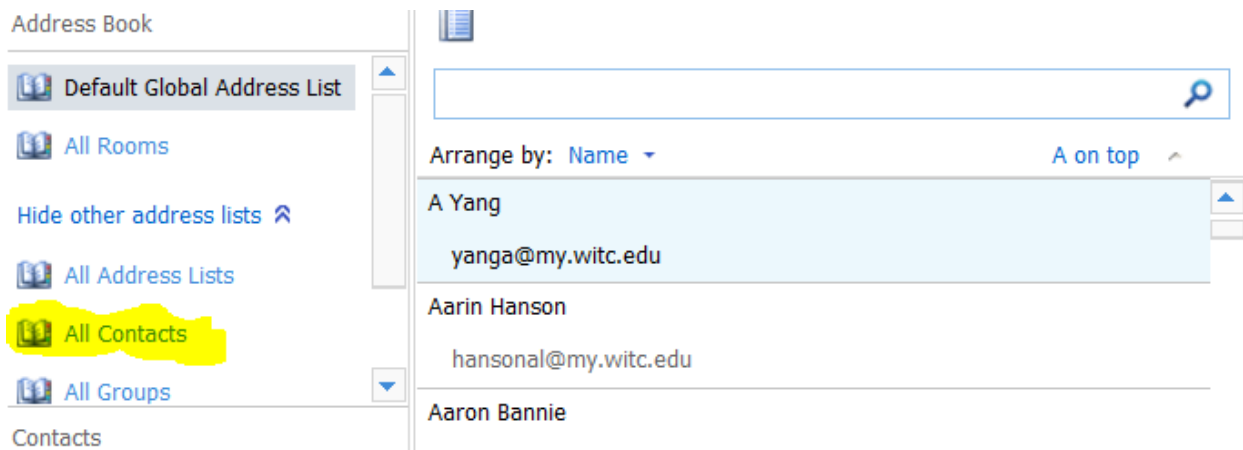 Address Book
Default Global Address List
All Rooms
Hide other address lists
All Address Lists
All Contacts
All Groups
Contacts
Arrange by: Name
A on top
A Yang
yanga@my.witc.edu
Aarin Hanson
hansonal@my.witc.edu
Aaron Bannie